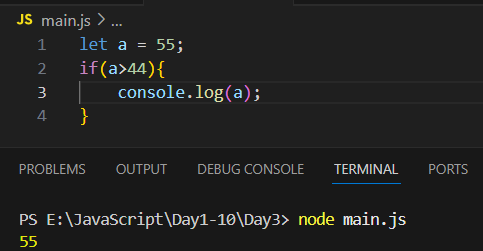 JS main.js > ...
1 let a = 55;
2 if(a>44){
3     console.log(a);
4 }
PROBLEMS OUTPUT DEBUG CONSOLE TERMINAL PORTS
PS E:\JavaScript\Day1-10\Day3> node main.js
55